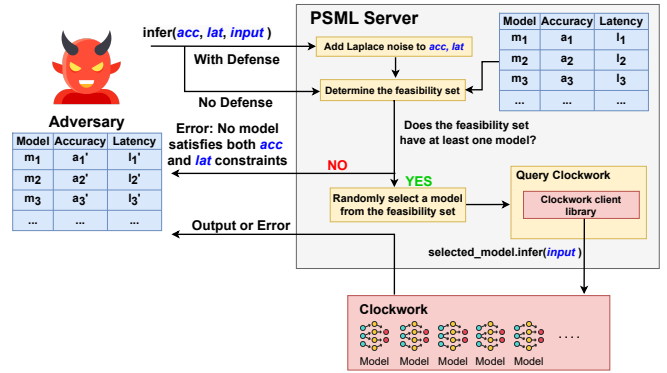 PSML Server
infer(acc, lat, input )
With Defense
No Defense
Add Laplace noise to acc, lat
Determine the feasibility set
Model Accuracy Latency
m1 a1 l1
m2 a2 l2
m3 a3 l3
... ... ...
Does the feasibility set
have at least one model?
Adversary
Model Accuracy Latency
m1 a1' l1'
m2 a2' l2'
m3 a3' l3'
... ... ...
Error: No model
satisfies both acc
and lat constraints
NO
YES
Randomly select a model
from the feasibility set
Query Clockwork
Clockwork client
library
Output or Error
selected_model.infer(input )
Clockwork
Model Model Model Model Model
....